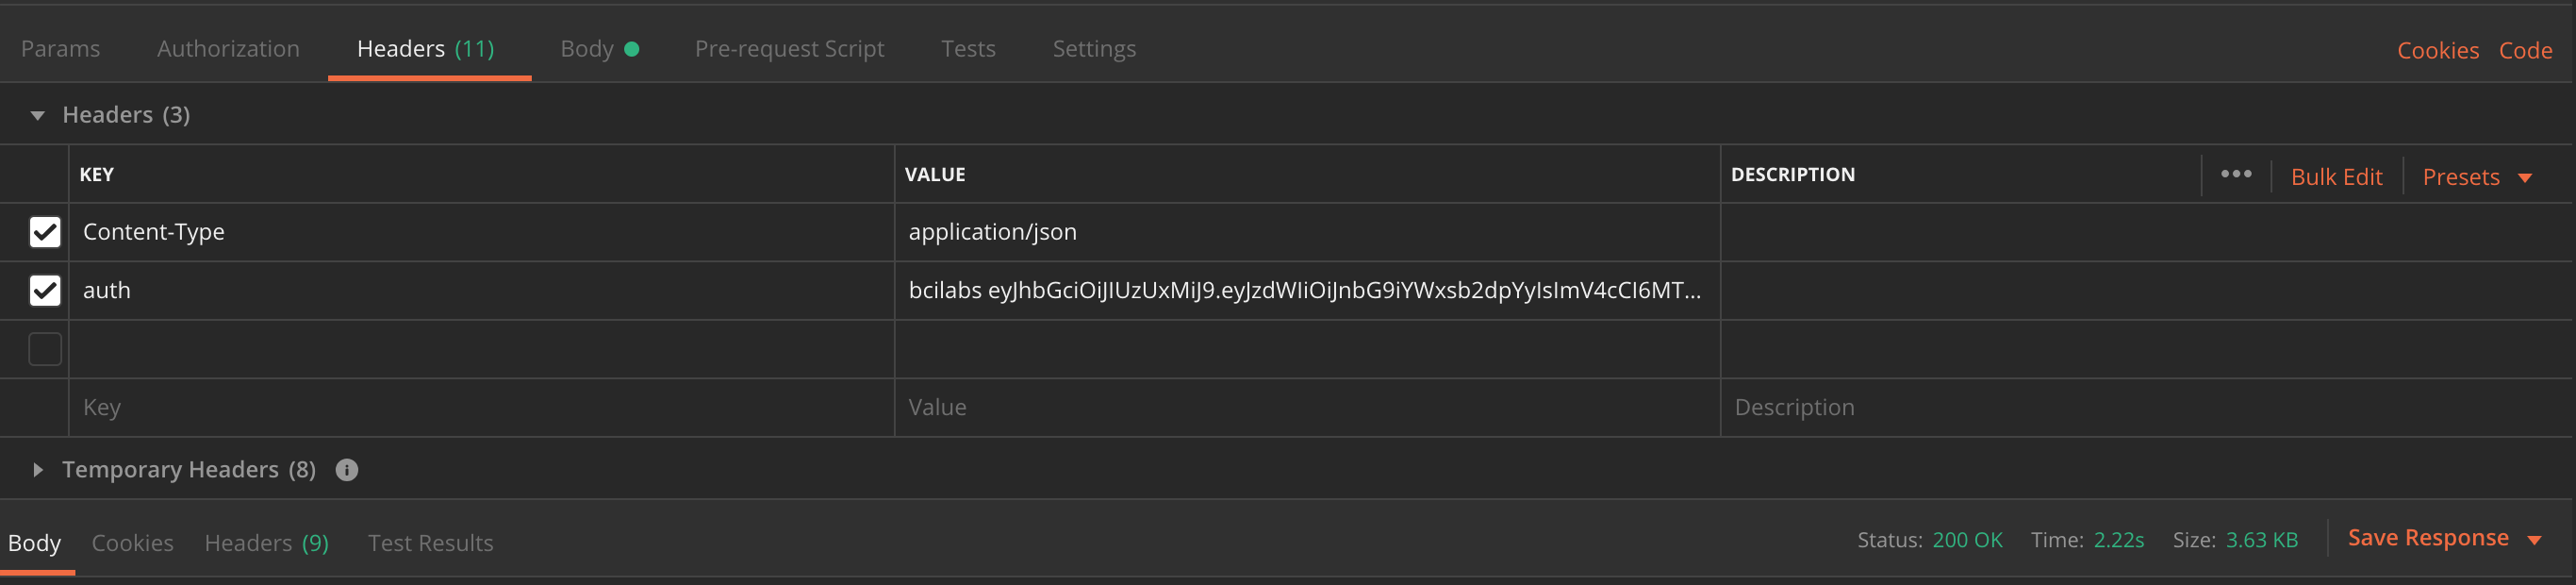 Params Authorization Headers (11) Body Pre-request Script Tests Settings Cookies Code
Headers (3)
KEY VALUE DESCRIPTION ••• Bulk Edit Presets
Content-Type application/json
auth bcilabs eyJhbGciOiJIUzUxMiJ9.eyJzdWIiOiJnbG9iYWxsb2dpYyIsImV4cCI6MT...
Key Value Description
Temporary Headers (8)
Body Cookies Headers (9) Test Results Status: 200 OK Time: 2.22s Size: 3.63 KB Save Response